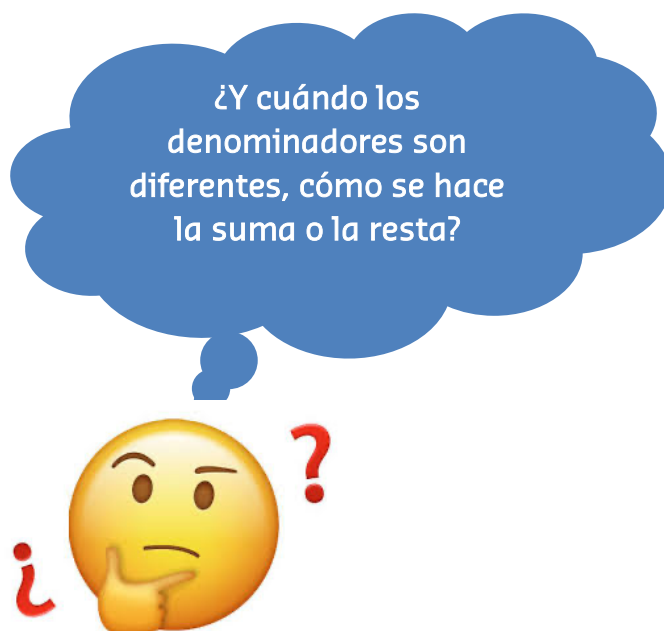 ¿Y cuándo los
denominadores son
diferentes, cómo se hace
la suma o la resta?
¿ ?